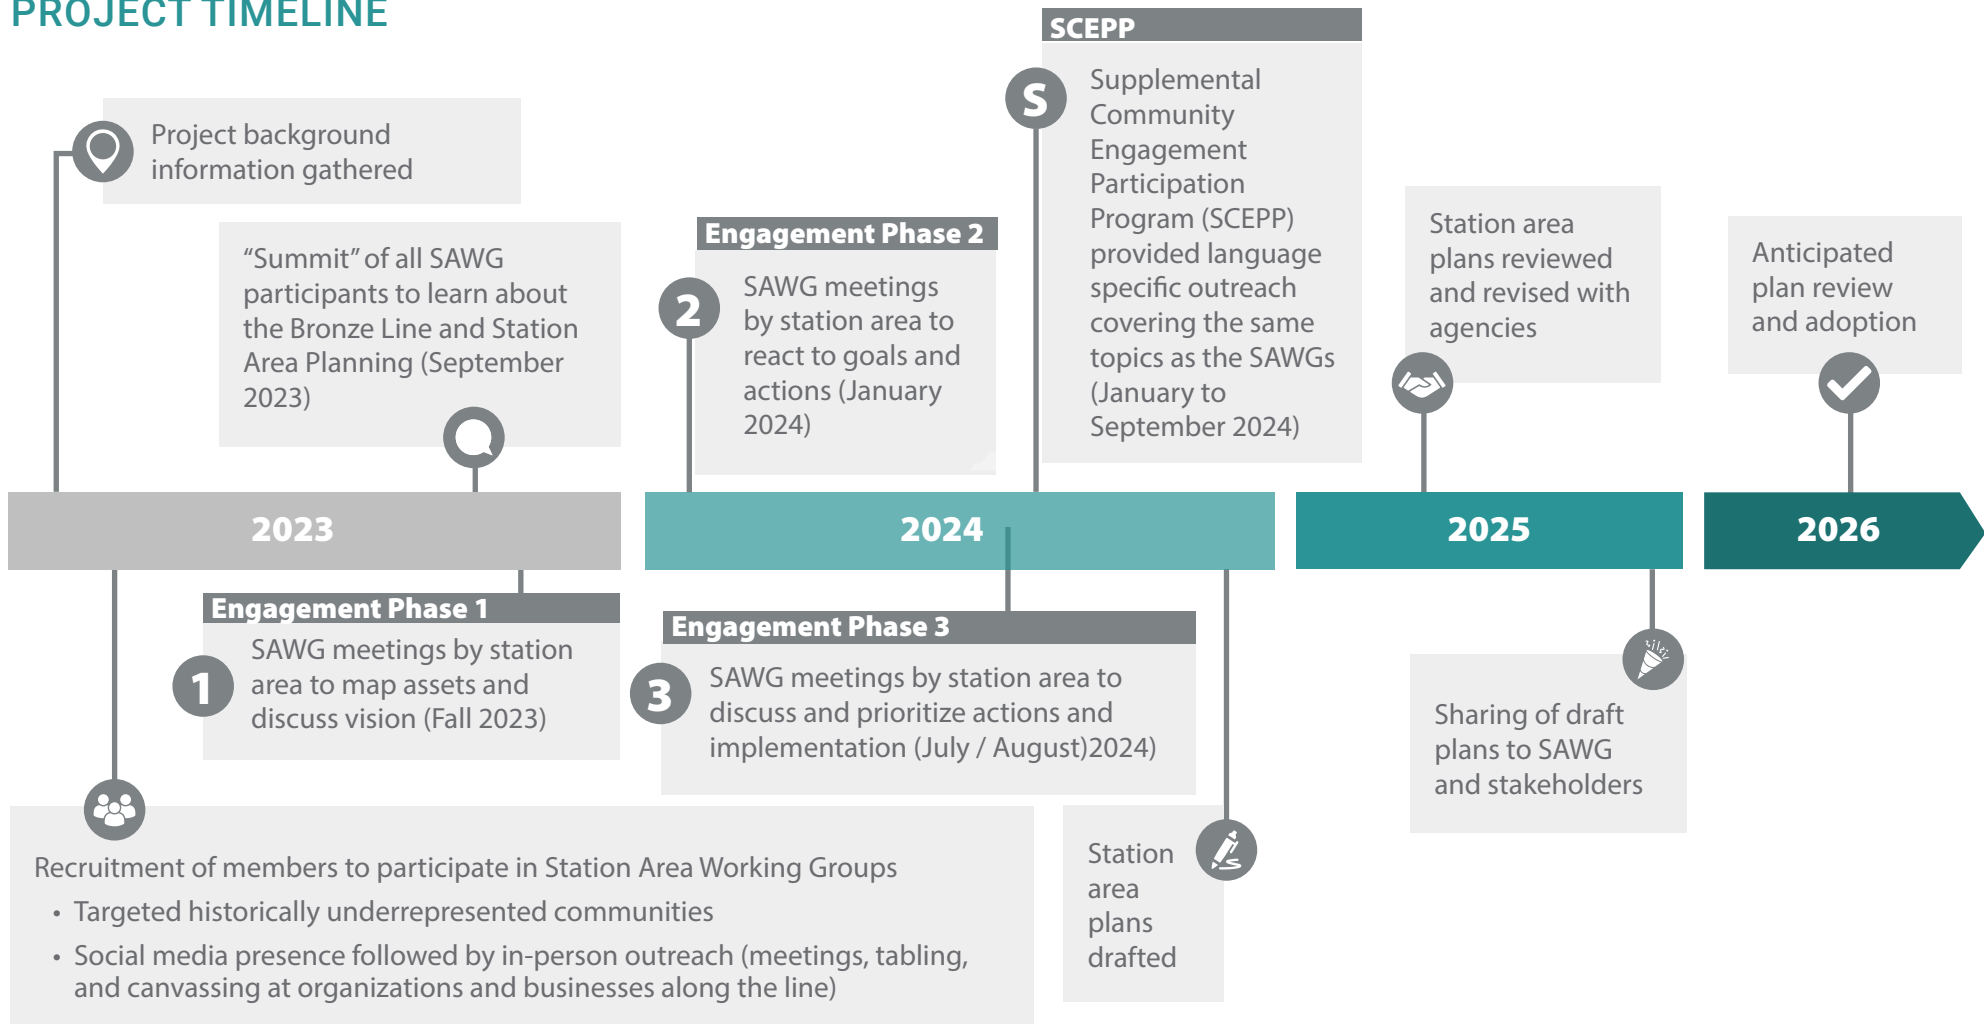 PROJECT TIMELINE
Project background
information gathered
“Summit” of all SAWG
participants to learn about
the Bronze Line and Station
Area Planning (September
2023)
Engagement Phase 2
2
SAWG meetings
by station area to
react to goals and
actions (January
2024)
SCEPP
S
Supplemental
Community
Engagement
Participation
Program (SCEPP)
provided language
specific outreach
covering the same
topics as the SAWGs
(January to
September 2024)
Station area
plans reviewed
and revised with
agencies
Anticipated
plan review
and adoption
2023
2024
2025
2026
Engagement Phase 1
1
SAWG meetings by station
area to map assets and
discuss vision (Fall 2023)
Engagement Phase 3
3
SAWG meetings by station area to
discuss and prioritize actions and
implementation (July / August)2024)
Recruitment of members to participate in Station Area Working Groups
• Targeted historically underrepresented communities
• Social media presence followed by in-person outreach (meetings, tabling,
and canvassing at organizations and businesses along the line)
Station
area
plans
drafted
Sharing of draft
plans to SAWG
and stakeholders